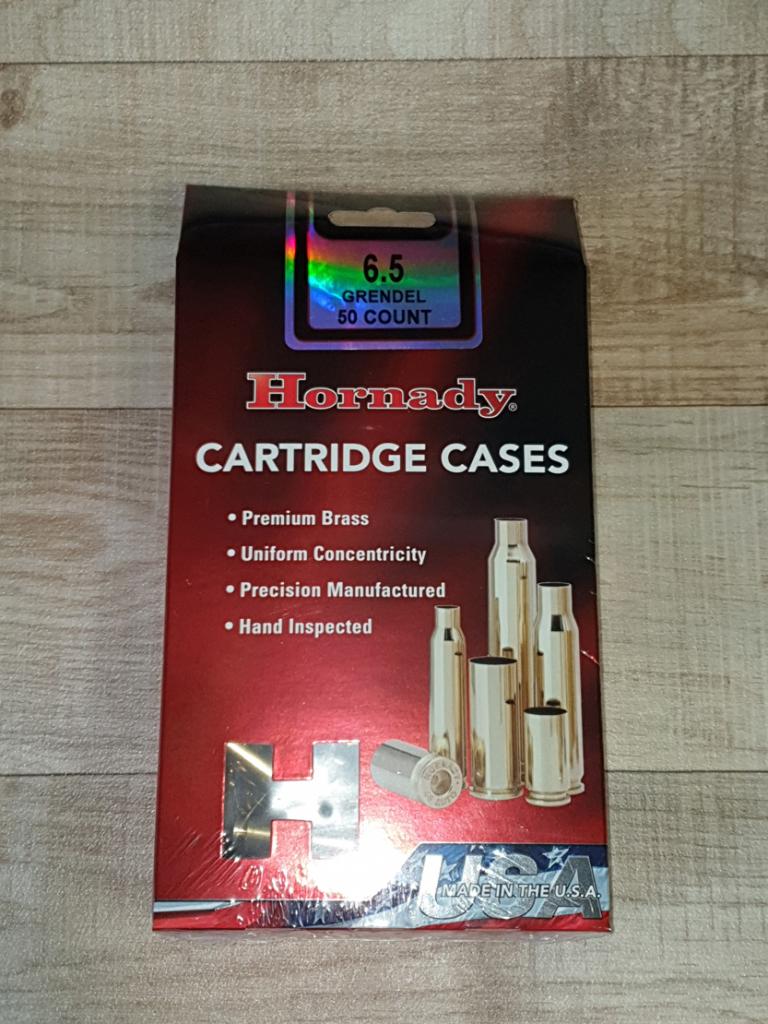 6.5
GRENDEL
50 COUNT
Hornady®
CARTRIDGE CASES
• Premium Brass
• Uniform Concentricity
• Precision Manufactured
• Hand Inspected
H
USA
MADE IN THE U.S.A.